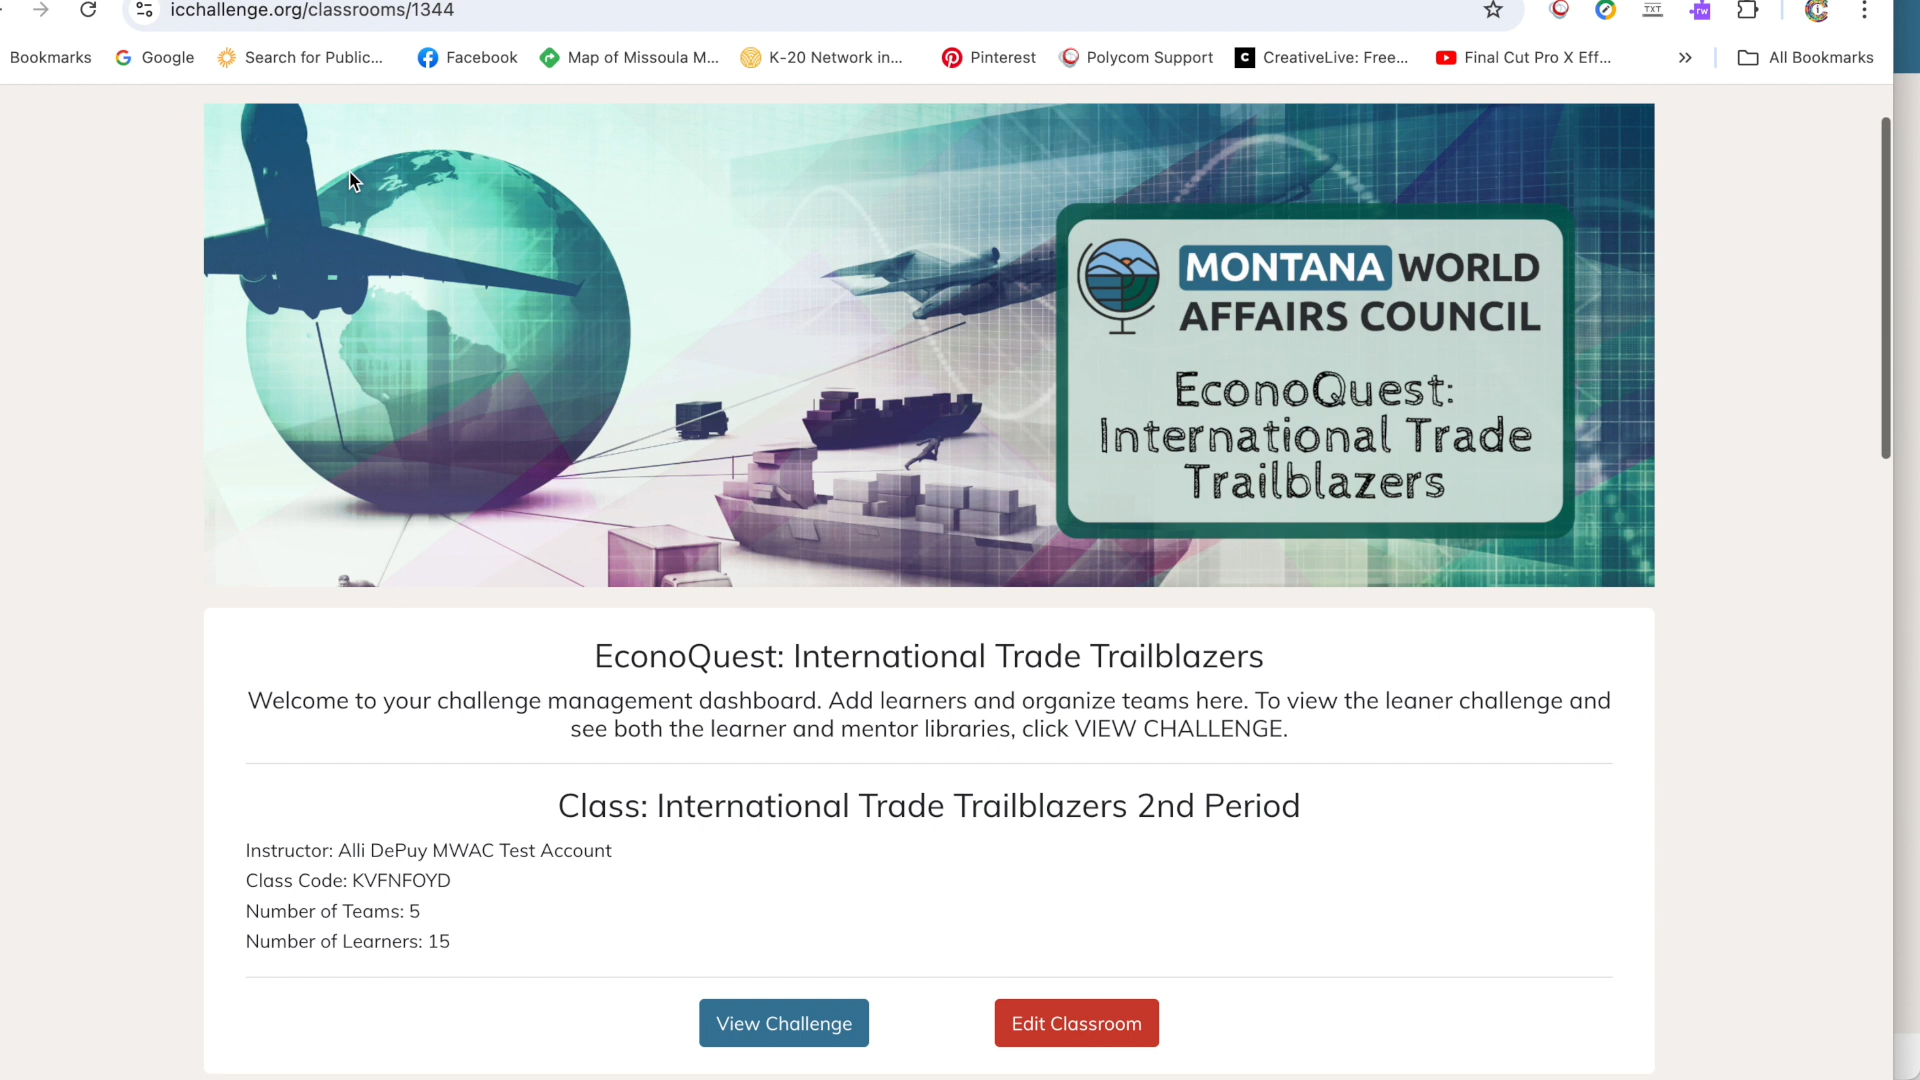 icchallenge.org/classrooms/1344
TXT
rw
Bookmarks
Google
Search for Public...
Facebook
Map of Missoula M...
K-20 Network in...
Pinterest
Polycom Support
CreativeLive: Free...
Final Cut Pro X Eff...
All Bookmarks
MONTANA WORLD
AFFAIRS COUNCIL
EconoQuest:
International Trade
Trailblazers
EconoQuest: International Trade Trailblazers
Welcome to your challenge management dashboard. Add learners and organize teams here. To view the leaner challenge and
see both the learner and mentor libraries, click VIEW CHALLENGE.
Class: International Trade Trailblazers 2nd Period
Instructor: Alli DePuy MWAC Test Account
Class Code: KVFNFOYD
Number of Teams: 5
Number of Learners: 15
View Challenge
Edit Classroom